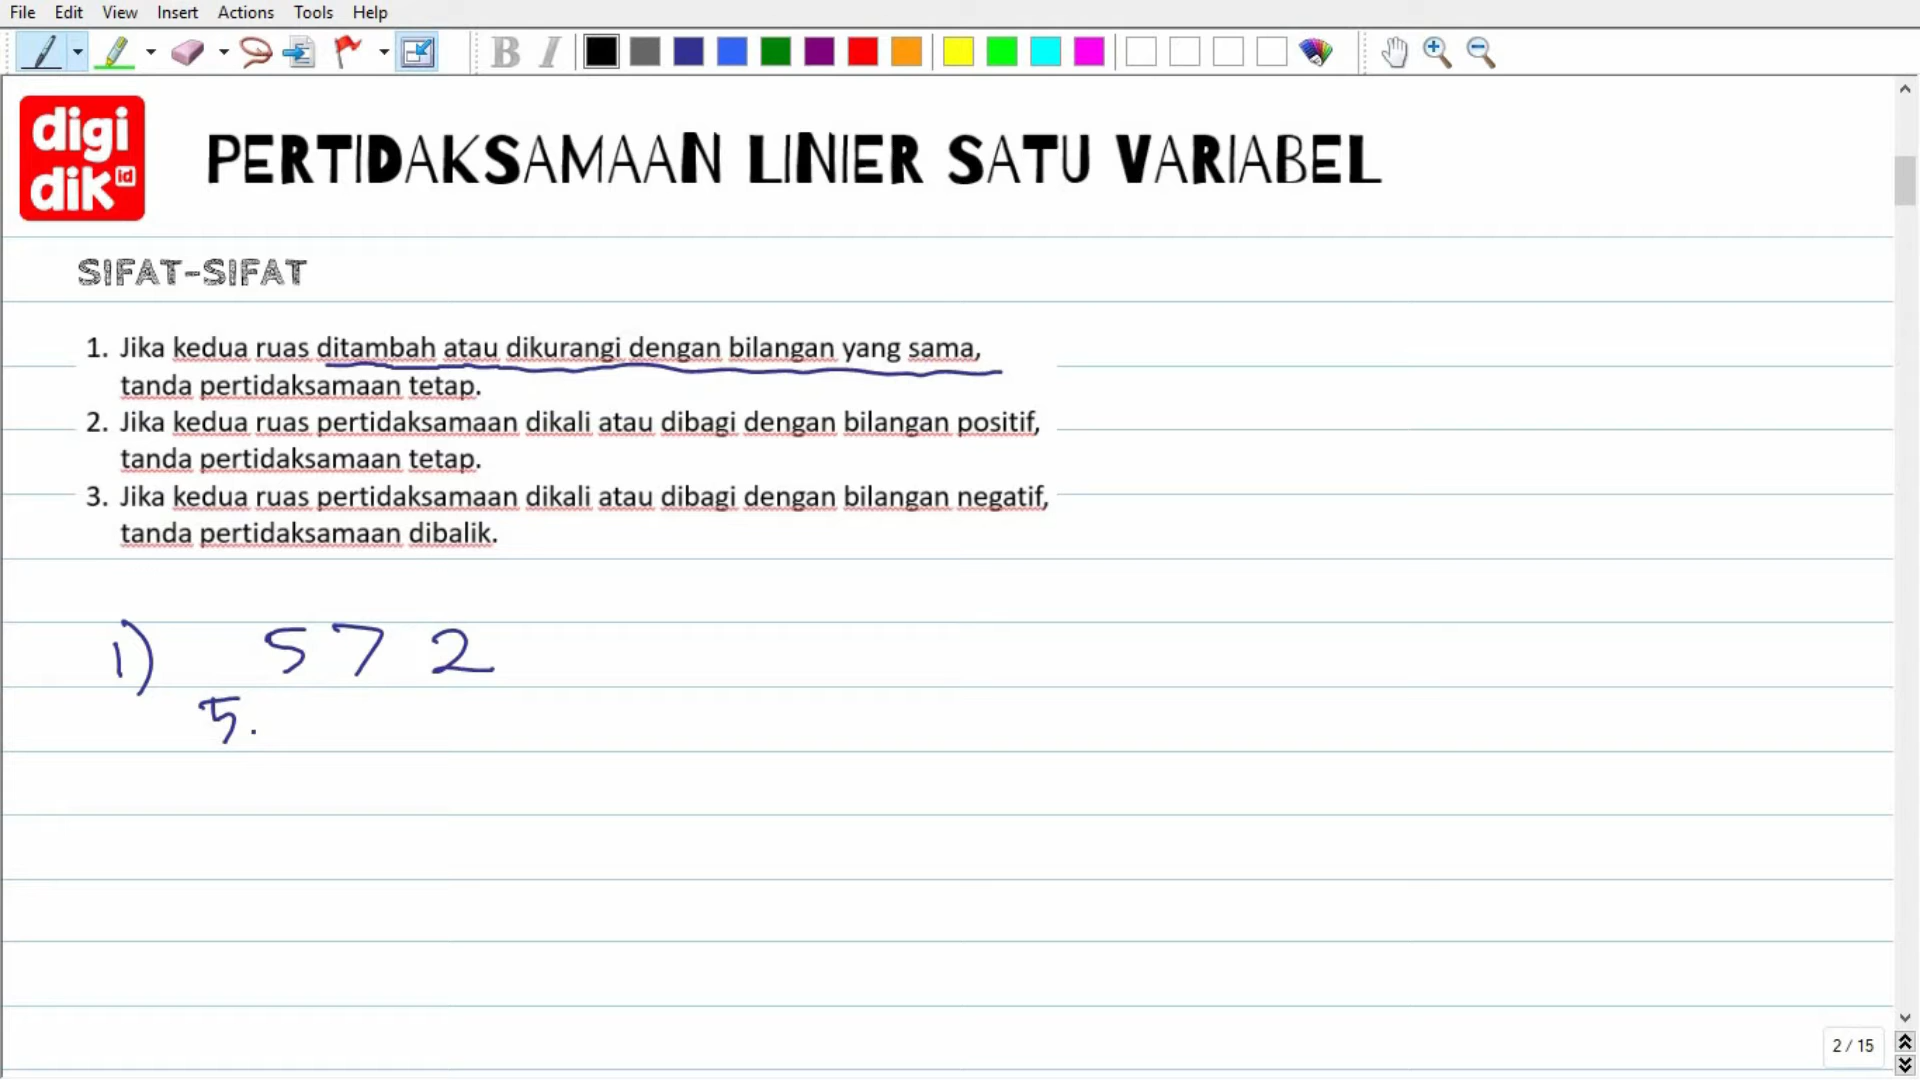 File Edit View Insert Actions Tools Help
B I
digi dik id
PERTIDAKSAMAAN LINIER SATU VARIABEL
SIFAT-SIFAT
1. Jika kedua ruas ditambah atau dikurangi dengan bilangan yang sama,
tanda pertidaksamaan tetap.
2. Jika kedua ruas pertidaksamaan dikali atau dibagi dengan bilangan positif,
tanda pertidaksamaan tetap.
3. Jika kedua ruas pertidaksamaan dikali atau dibagi dengan bilangan negatif,
tanda pertidaksamaan dibalik.
1) 5 > 2
5.
2 / 15